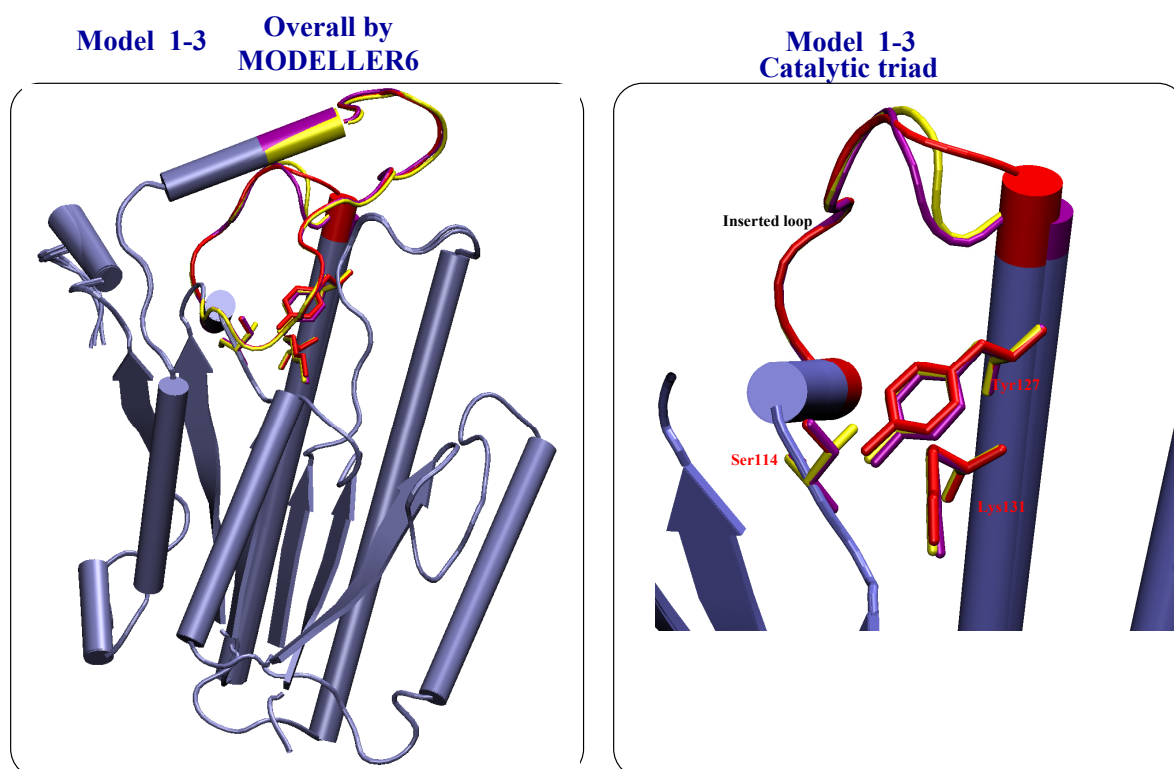 Model 1-3
Overall by
MODELLER6
Model 1-3
Catalytic triad
Inserted loop
Tyr127
Ser114
Lys131